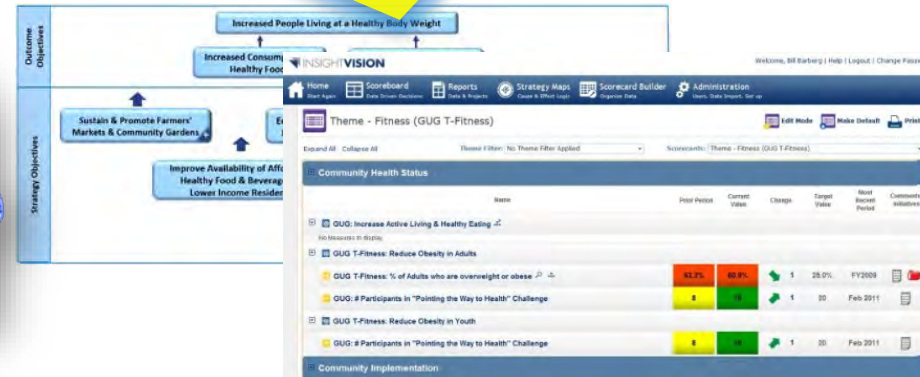 Outcome
Objectives
Increased People Living at a Healthy Body Weight
Increased Consump
Healthy Food
Strategy Objectives
Sustain & Promote Farmers'
Markets & Community Gardens
Improve Availability of Affo
Healthy Food & Beverag
Lower Income Residen
INSIGHTVISION
Welcome, Bill Barberg | Help | Logout | Change Passw
Home
Start Again
Scoreboard
Data Driven Decisions
Reports
Data & Projects
Strategy Maps
Cause & Effect Logic
Scorecard Builder
Organize Data
Administration
Users, Data Import, Set up
Theme - Fitness (GUG T-Fitness)
Edit Mode
Make Default
Print
Expand All Collapse All
Theme Filter: No Theme Filter Applied
Scorecards: Theme - Fitness (GUG T-Fitness)
Community Health Status
Name
Prior Period
Current Value
Change
Target Value
Most Recent Period
Comments
Initiatives
GUG: Increase Active Living & Healthy Eating
No Measures to display
GUG T-Fitness: Reduce Obesity in Adults
GUG T-Fitness: % of Adults who are overweight or obese
1 FY2009
GUG: # Participants in "Pointing the Way to Health" Challenge
8 1 20 Feb 2011
GUG T-Fitness: Reduce Obesity in Youth
GUG: # Participants in "Pointing the Way to Health" Challenge
8 1 20 Feb 2011
Community Implementation